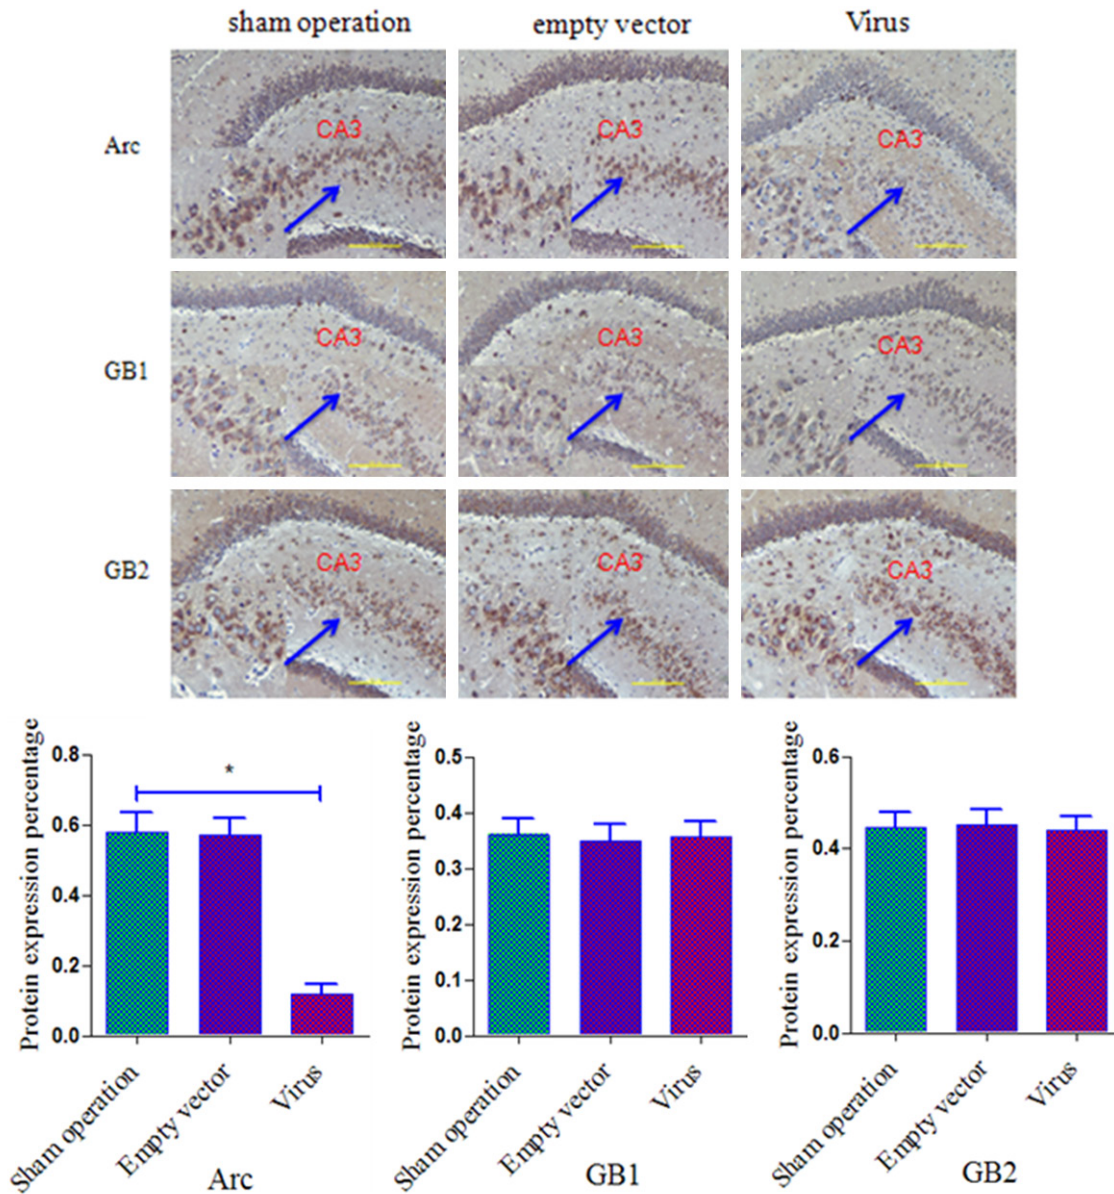 sham operation empty vector Virus
Arc
CA3 CA3 CA3
GB1
CA3 CA3 CA3
GB2
CA3 CA3 CA3
Protein expression percentage
0.8
0.6
0.4
0.2
0.0
*
Sham operation
Empty vector
Virus
Arc
Protein expression percentage
0.5
0.4
0.3
0.2
0.1
0.0
Sham operation
Empty vector
Virus
GB1
Protein expression percentage
0.6
0.4
0.2
0.0
Sham operation
Empty vector
Virus
GB2